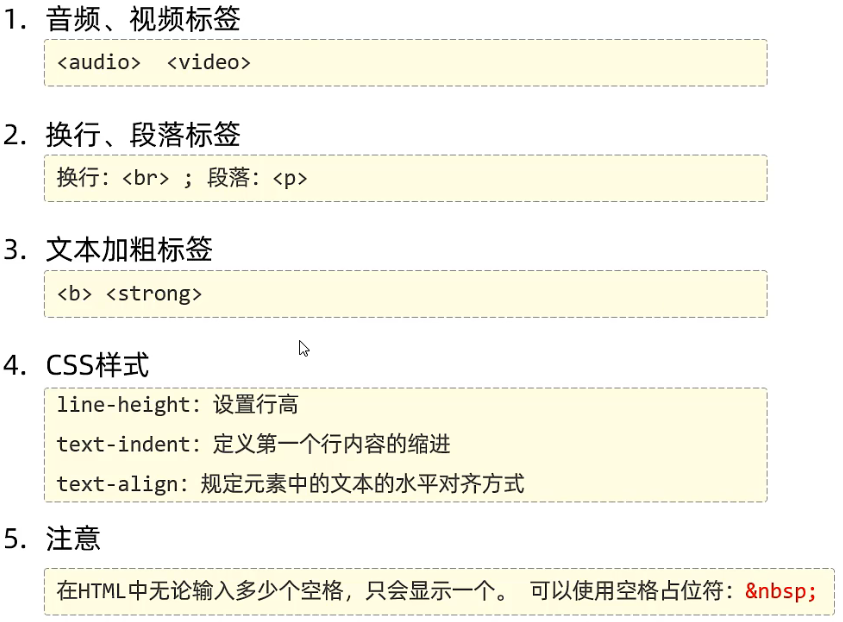 1. 音频、视频标签
<audio>  <video>
2. 换行、段落标签
换行：<br> ; 段落：<p>
3. 文本加粗标签
<b> <strong>
4. CSS样式
line-height：设置行高
text-indent：定义第一个行内容的缩进
text-align：规定元素中的文本的水平对齐方式
5. 注意
在HTML中无论输入多少个空格，只会显示一个。 可以使用空格占位符：&nbsp;